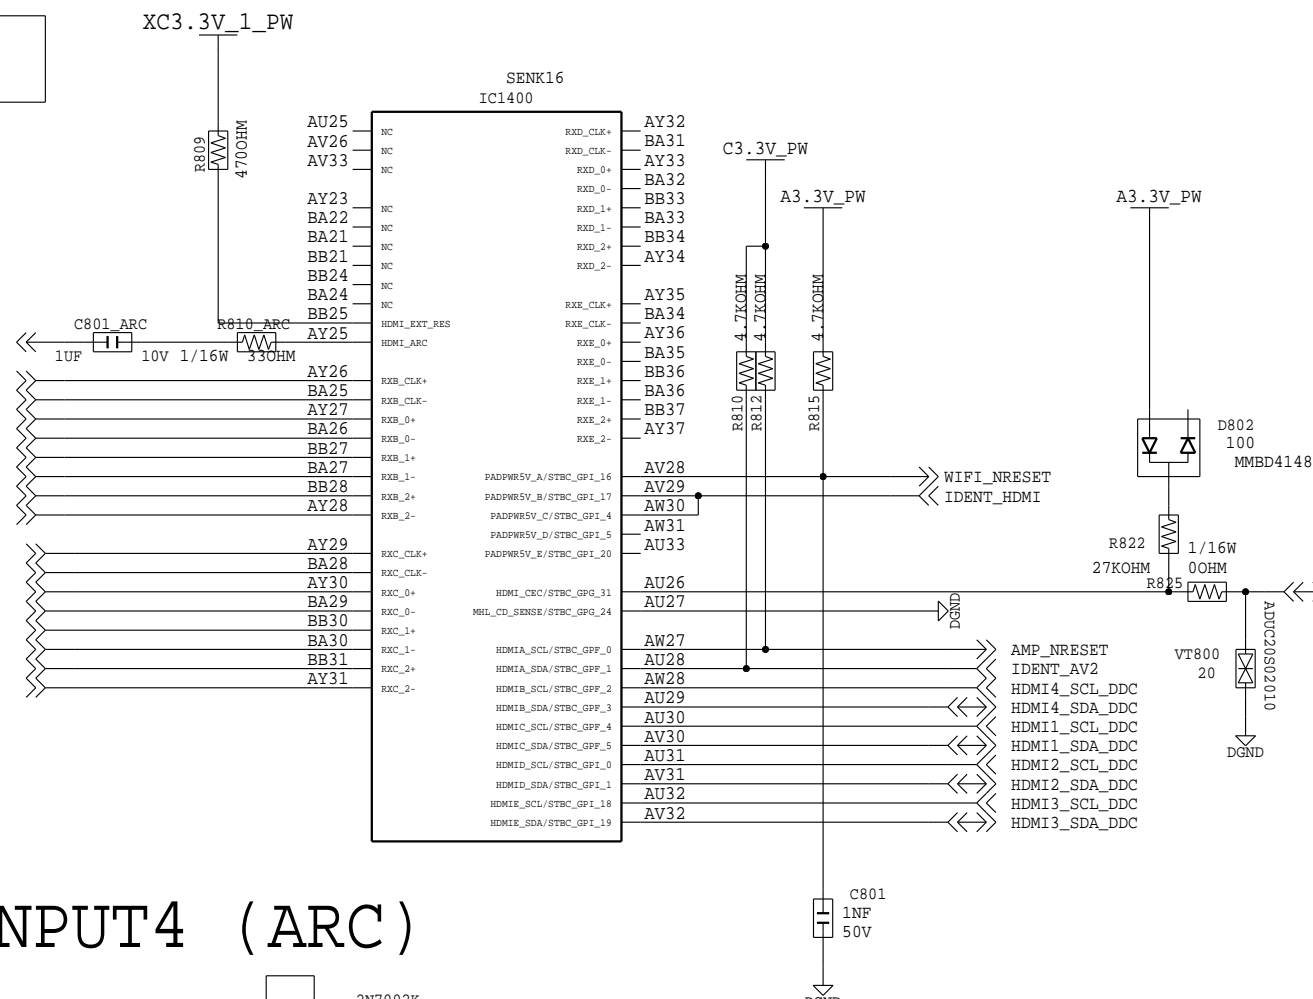 XC3.3V_1_PW
SENK16
IC1400
R809
470OHM
AU25
AV26
AV33
AY23
BA22
BA21
BB21
BB24
BA24
BB25
AY25
AY26
BA25
AY27
BA26
BB27
BA27
BB28
AY28
AY29
BA28
AY30
BA29
BB30
BA30
BB31
AY31
C801_ARC
1UF
10V
R810_ARC
1/16W
33OHM
NC
NC
NC
NC
NC
NC
NC
NC
NC
HDMI_EXT_RES
HDMI_ARC
RXB_CLK+
RXB_CLK-
RXB_0+
RXB_0-
RXB_1+
RXB_1-
RXB_2+
RXB_2-
RXC_CLK+
RXC_CLK-
RXC_0+
RXC_0-
RXC_1+
RXC_1-
RXC_2+
RXC_2-
RXD_CLK+
RXD_CLK-
RXD_0+
RXD_0-
RXD_1+
RXD_1-
RXD_2+
RXD_2-
RXE_CLK+
RXE_CLK-
RXE_0+
RXE_0-
RXE_1+
RXE_1-
RXE_2+
RXE_2-
PADPWR5V_A/STBC_GPI_16
PADPWR5V_B/STBC_GPI_17
PADPWR5V_C/STBC_GPI_4
PADPWR5V_D/STBC_GPI_5
PADPWR5V_E/STBC_GPI_20
HDMI_CEC/STBC_GPG_31
MHL_CD_SENSE/STBC_GPG_24
HDMIA_SCL/STBC_GPF_0
HDMIA_SDA/STBC_GPF_1
HDMIB_SCL/STBC_GPF_2
HDMIB_SDA/STBC_GPF_3
HDMIC_SCL/STBC_GPF_4
HDMIC_SDA/STBC_GPF_5
HDMID_SCL/STBC_GPI_0
HDMID_SDA/STBC_GPI_1
HDMIE_SCL/STBC_GPI_18
HDMIE_SDA/STBC_GPI_19
AY32
BA31
AY33
BA32
BB33
BA33
BB34
AY34
AY35
BA34
AY36
BA35
BB36
BA36
BB37
AY37
AV28
AV29
AW30
AW31
AU33
AU26
AU27
AW27
AU28
AW28
AU29
AU30
AV30
AU31
AV31
AU32
AV32
C3.3V_PW
A3.3V_PW
4.7KOHM
4.7KOHM
4.7KOHM
R810
R812
R815
WIFI_NRESET
IDENT_HDMI
DGND
AMP_NRESET
IDENT_AV2
HDMI4_SCL_DDC
HDMI4_SDA_DDC
HDMI1_SCL_DDC
HDMI1_SDA_DDC
HDMI2_SCL_DDC
HDMI2_SDA_DDC
HDMI3_SCL_DDC
HDMI3_SDA_DDC
A3.3V_PW
D802
100
MMBD4148
R822
27KOHM
1/16W
0OHM
R825
VT800
20
ADUC20S02010
DGND
C801
1NF
50V
DGND
NPUT4 (ARC)
2N7002K